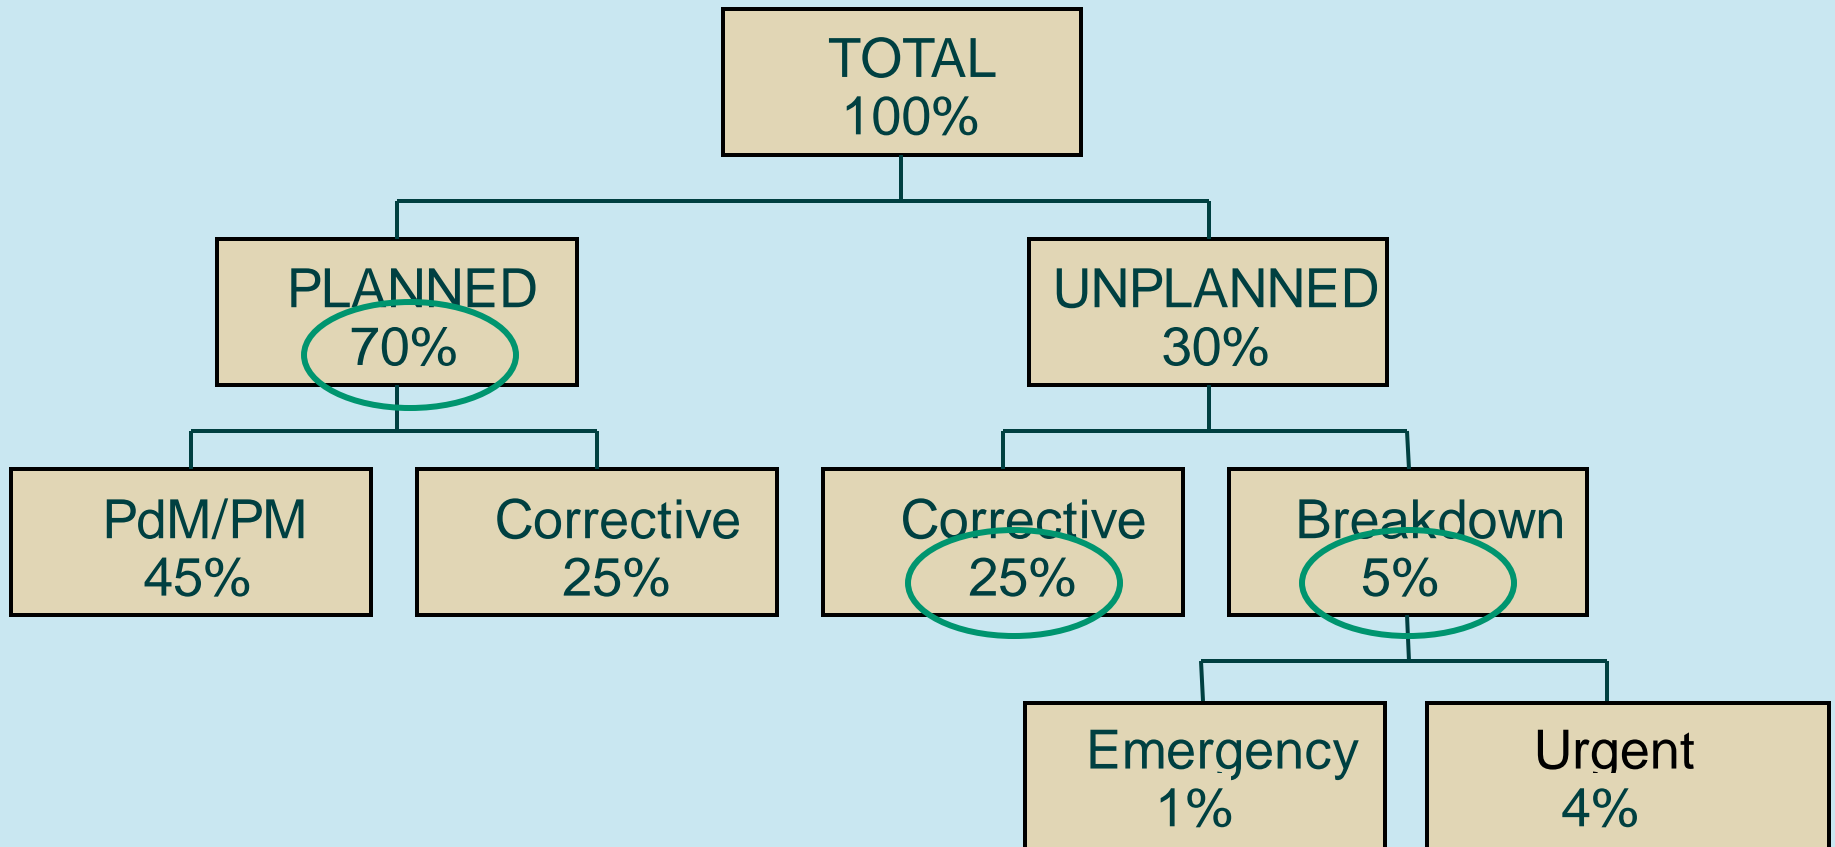 TOTAL
100%
PLANNED
70%
UNPLANNED
30%
PdM/PM
45%
Corrective
25%
Corrective
25%
Breakdown
5%
Emergency
1%
Urgent
4%